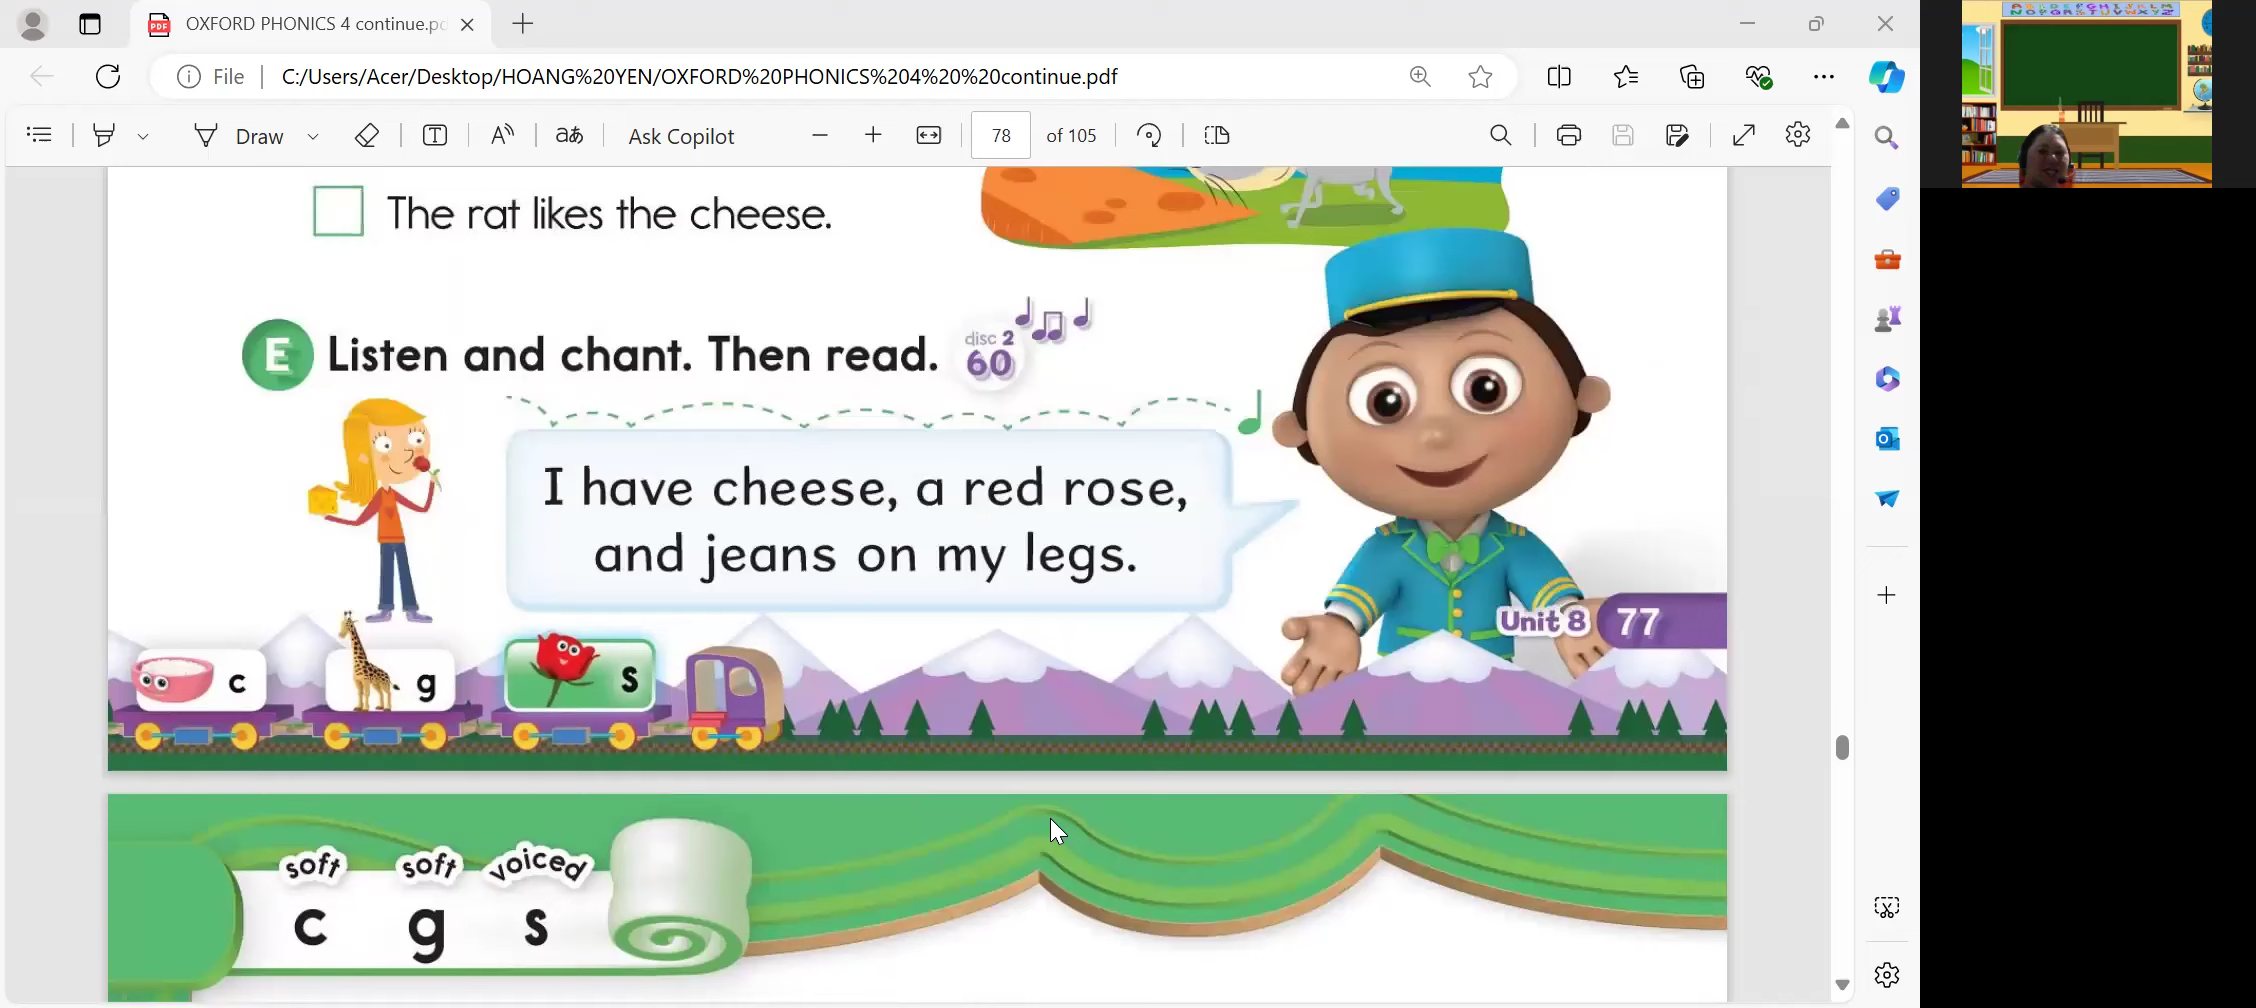 OXFORD PHONICS 4 continue.pc
File
C:/Users/Acer/Desktop/HOANG%20YEN/OXFORD%20PHONICS%204%20%20continue.pdf
Draw
Ask Copilot
78
of 105
The rat likes the cheese.
E Listen and chant. Then read.
disc 2
60
I have cheese, a red rose,
and jeans on my legs.
Unit 8 77
c
g
s
soft soft voiced
c g s